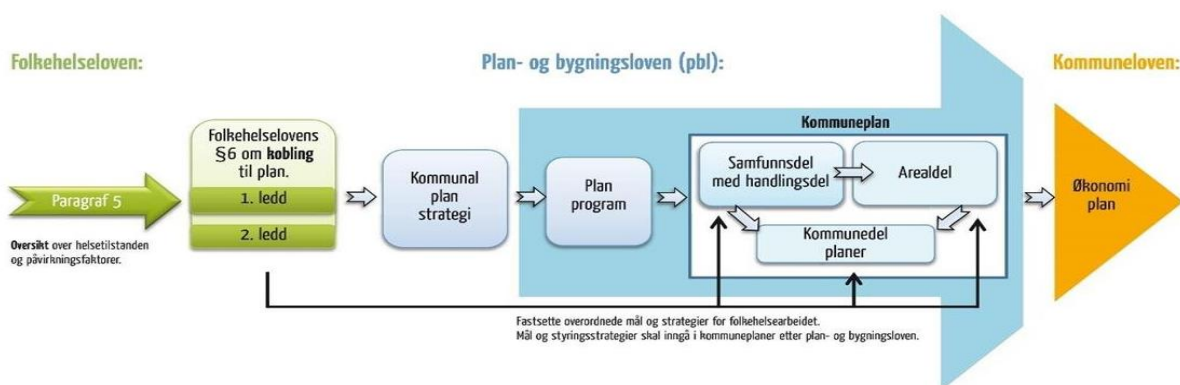 Folkehelseloven:
Plan- og bygningsloven (pbl):
Kommuneloven:
Paragraf 5
Oversikt over helsetilstanden
og påvirkningsfaktorer.
Folkehelselovens
§6 om kobling
til plan.
1. ledd
2. ledd
Kommunal
plan
strategi
Plan
program
Kommuneplan
Samfunnsdel
med handlingsdel
Arealdel
Kommunedel
planer
Økonomi
plan
Fastsette overordnede mål og strategier for folkehelsearbeidet.
Mål og styringsstrategier skal inngå i kommuneplaner etter plan- og bygningsloven.